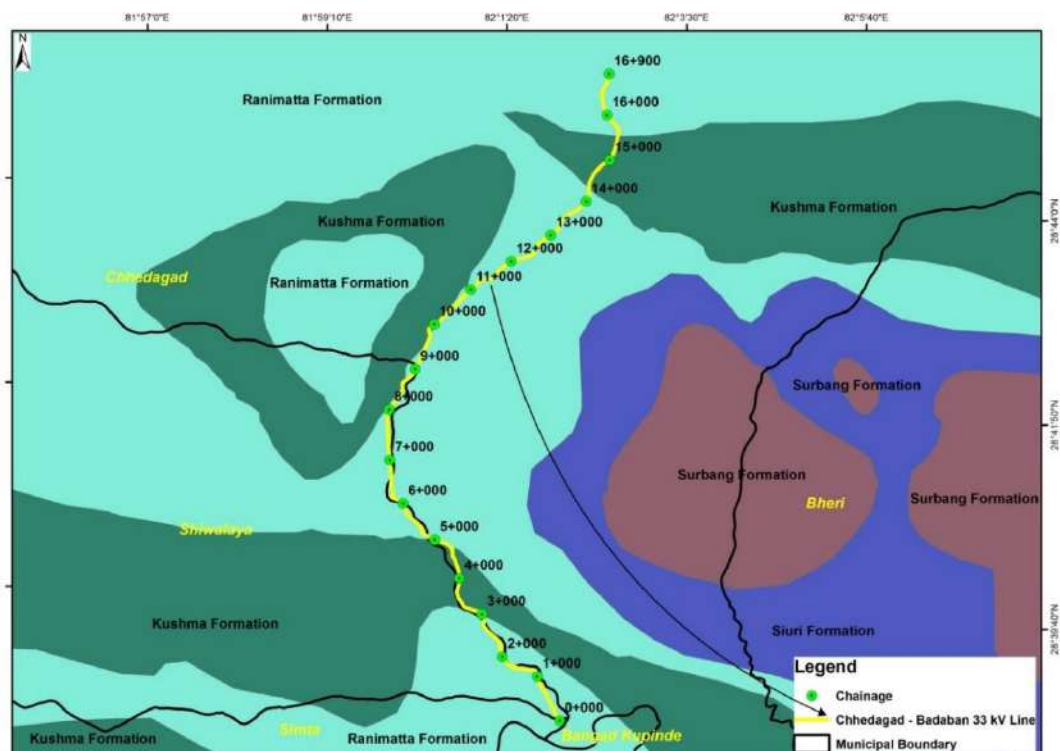 81°57'0"E
81°59'10"E
82°1'20"E
82°3'30"E
82°5'40"E
N
16+900
Ranimatta Formation
16+000
15+000
14+000
Kushma Formation
Kushma Formation
13+000
28°44'0"N
12+000
Chhedagad
Ranimatta Formation
11+000
10+000
9+000
Surbang Formation
8+000
28°41'50"N
7+000
Surbang Formation
Surbang Formation
6+000
Bheri
Shiwalaya
5+000
4+000
3+000
Kushma Formation
Siuri Formation
28°39'40"N
2+000
1+000
Legend
Chainage
0+000
Chhedagad - Badaban 33 kV Line
Simta
Bangad Kupinde
Kushma Formation
Ranimatta Formation
Municipal Boundary